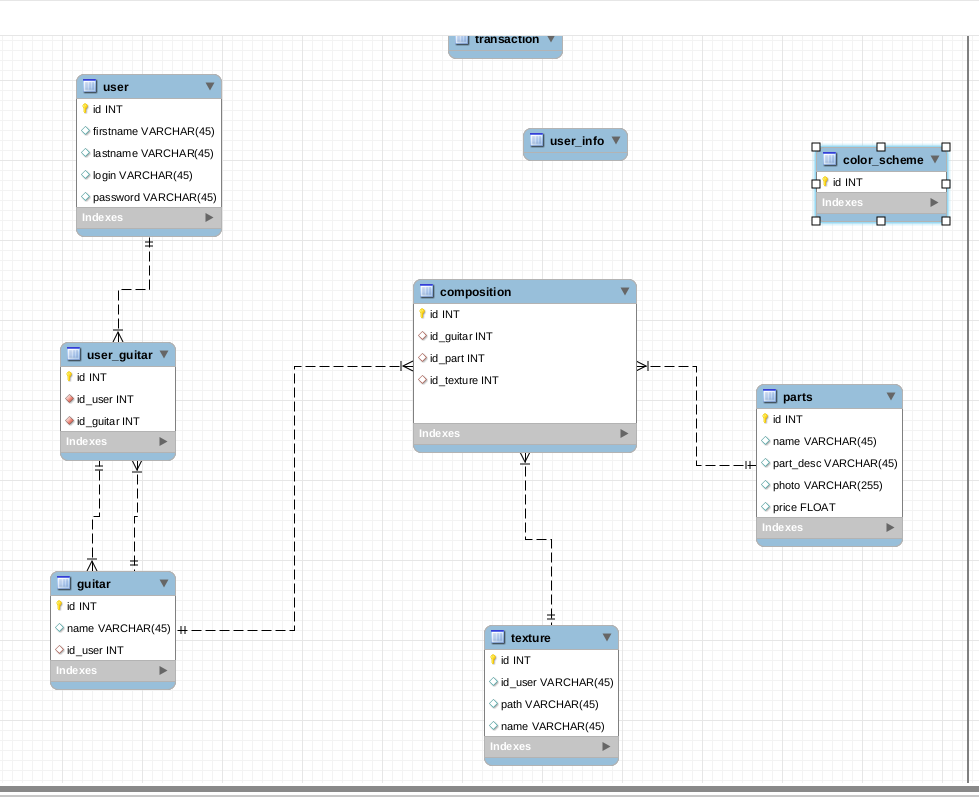 transaction
user
id INT
firstname VARCHAR(45)
lastname VARCHAR(45)
login VARCHAR(45)
password VARCHAR(45)
Indexes
user_info
color_scheme
id INT
Indexes
composition
id INT
id_guitar INT
id_part INT
id_texture INT
Indexes
user_guitar
id INT
id_user INT
id_guitar INT
Indexes
parts
id INT
name VARCHAR(45)
part_desc VARCHAR(45)
photo VARCHAR(255)
price FLOAT
Indexes
guitar
id INT
name VARCHAR(45)
id_user INT
Indexes
texture
id INT
id_user VARCHAR(45)
path VARCHAR(45)
name VARCHAR(45)
Indexes